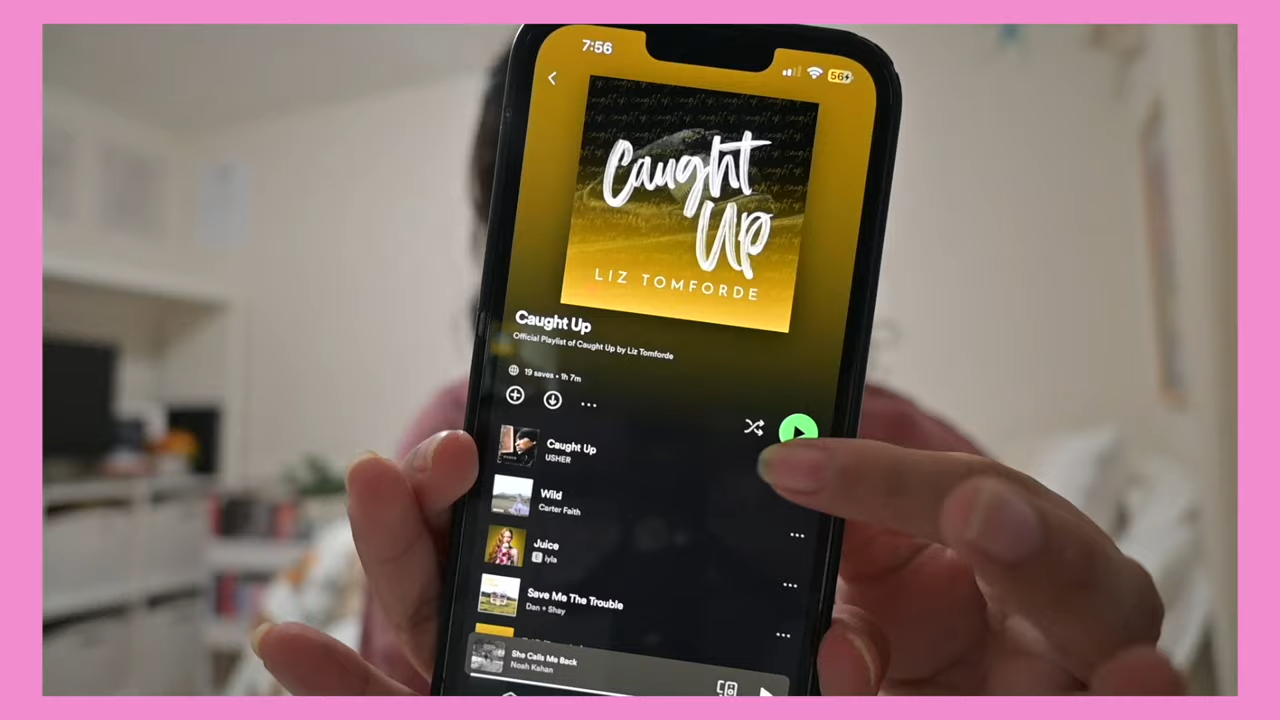 7:56
56
Caught
Up
LIZ TOMFORDE
Caught Up
Official Playlist of Caught Up by Liz Tomforde
19 saves • 1h 7m
Caught Up
USHER
Wild
Carter Faith
Juice
E iyla
Save Me The Trouble
Dan + Shay
She Calls Me Back
Noah Kahan